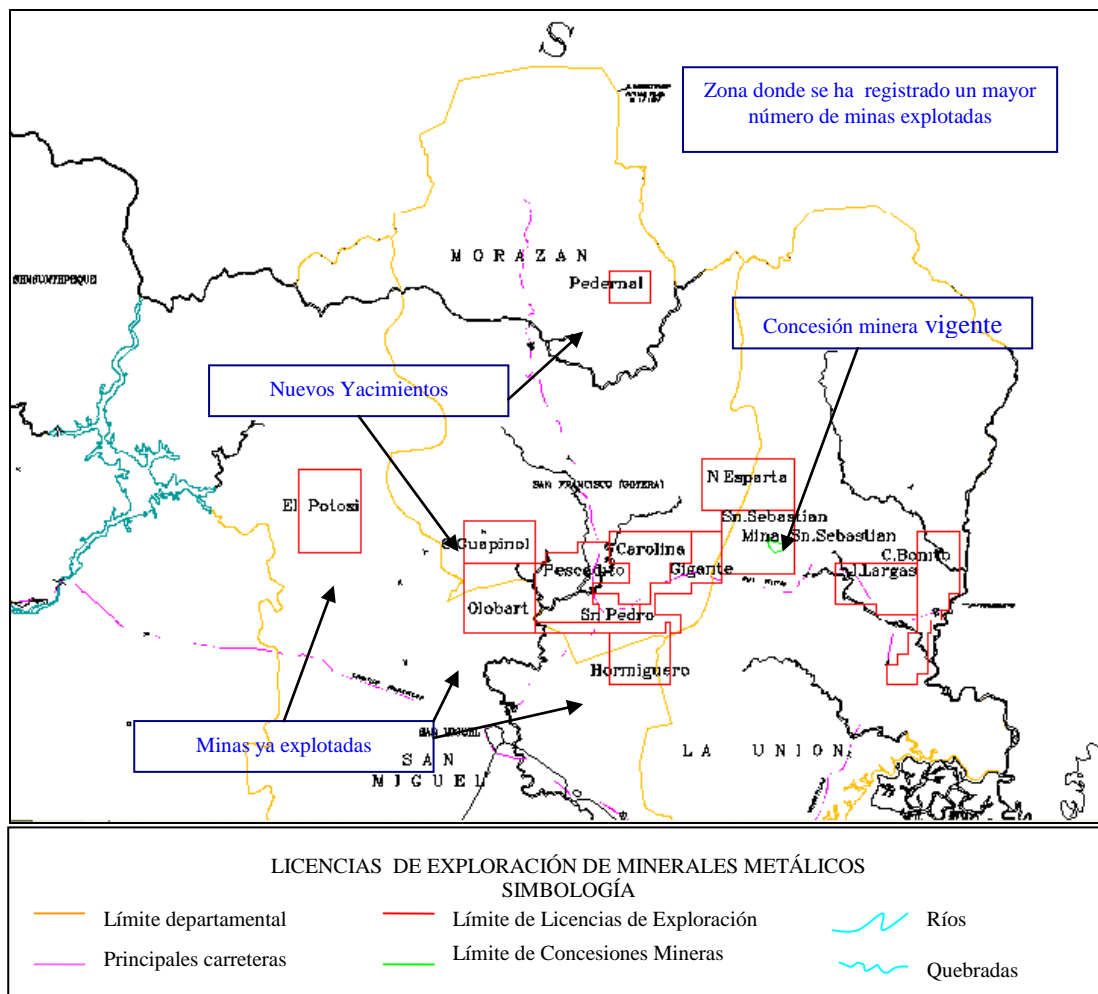 S
Zona donde se ha registrado un mayor
número de minas explotadas
MORAZAN
SENSUNTEPEQUE
Pedernal
Concesión minera vigente
Nuevos Yacimientos
N Esparta
El Potosi
SAN FRANCISCO (GOTERA)
Sn.Sebastian
Mina Sn.Sebastian
Guapinol
Carolina
C.Bonito
Pescadito
Gigante
J.Largas
Olobart
Sn Pedro
Hormiguero
Minas ya explotadas
SAN MIGUEL
LA UNION
SAN
MIGUEL
LICENCIAS DE EXPLORACIÓN DE MINERALES METÁLICOS
SIMBOLOGÍA
Límite departamental
Límite de Licencias de Exploración
Ríos
Principales carreteras
Límite de Concesiones Mineras
Quebradas